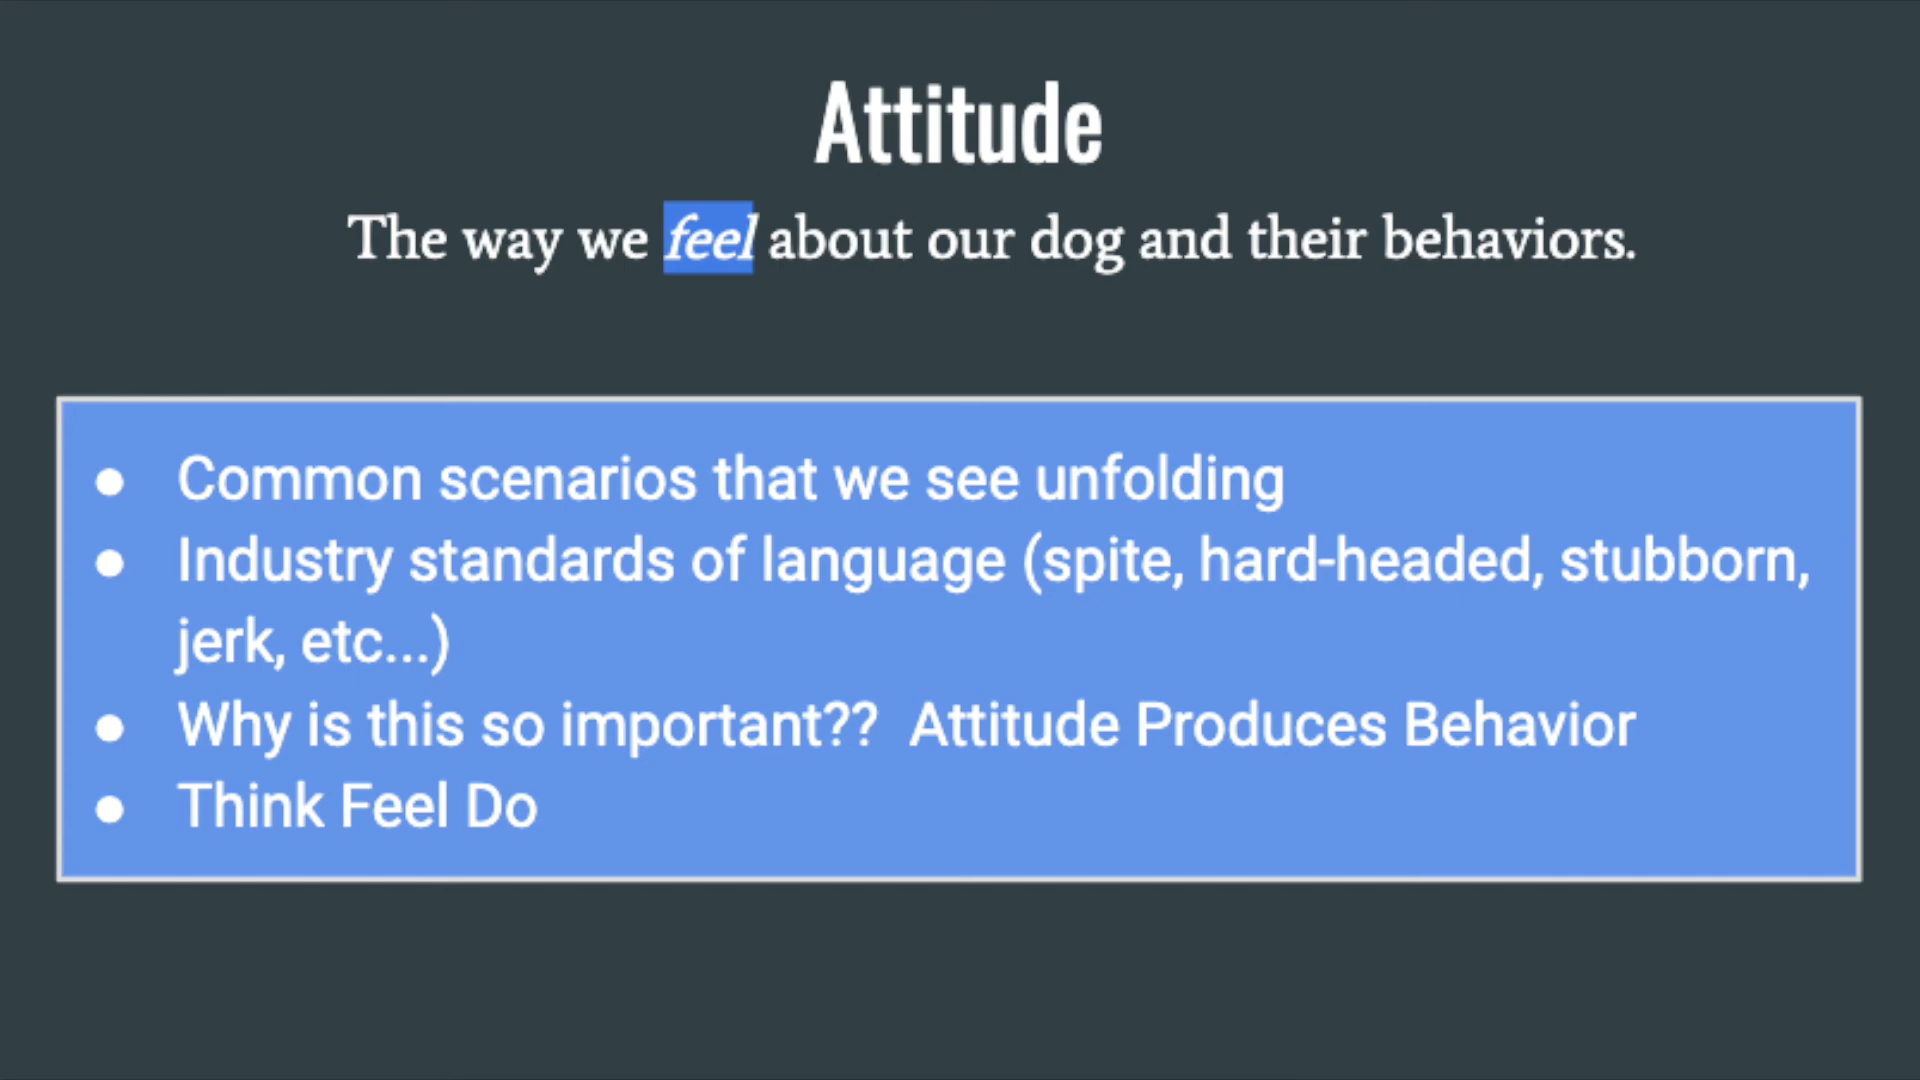 Attitude
The way we feel about our dog and their behaviors.
● Common scenarios that we see unfolding
● Industry standards of language (spite, hard-headed, stubborn,
jerk, etc...)
● Why is this so important??  Attitude Produces Behavior
● Think Feel Do